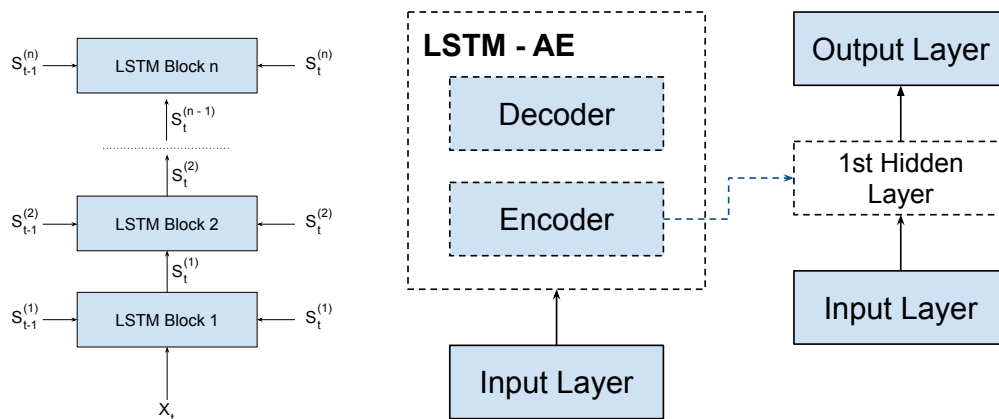 S_{t-1}^{(n)}
LSTM Block n
S_t^{(n)}
S_t^{(n - 1)}
S_t^{(2)}
S_{t-1}^{(2)}
LSTM Block 2
S_t^{(2)}
S_t^{(1)}
S_{t-1}^{(1)}
LSTM Block 1
S_t^{(1)}
X_t
LSTM - AE
Decoder
Encoder
Input Layer
Output Layer
1st Hidden
Layer
Input Layer